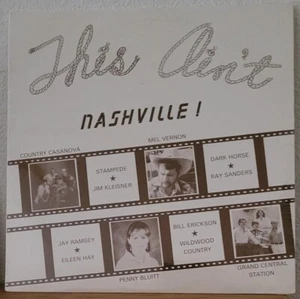 This Ain't
NASHVILLE!
COUNTRY CASANOVA
MEL VERNON
STAMPEDE
★
JIM KLEISNER
DARK HORSE
★
RAY SANDERS
JAY RAMSEY
★
EILEEN HAY
BILL ERICKSON
★
WILDWOOD
COUNTRY
PENNY BLUITT
GRAND CENTRAL
STATION